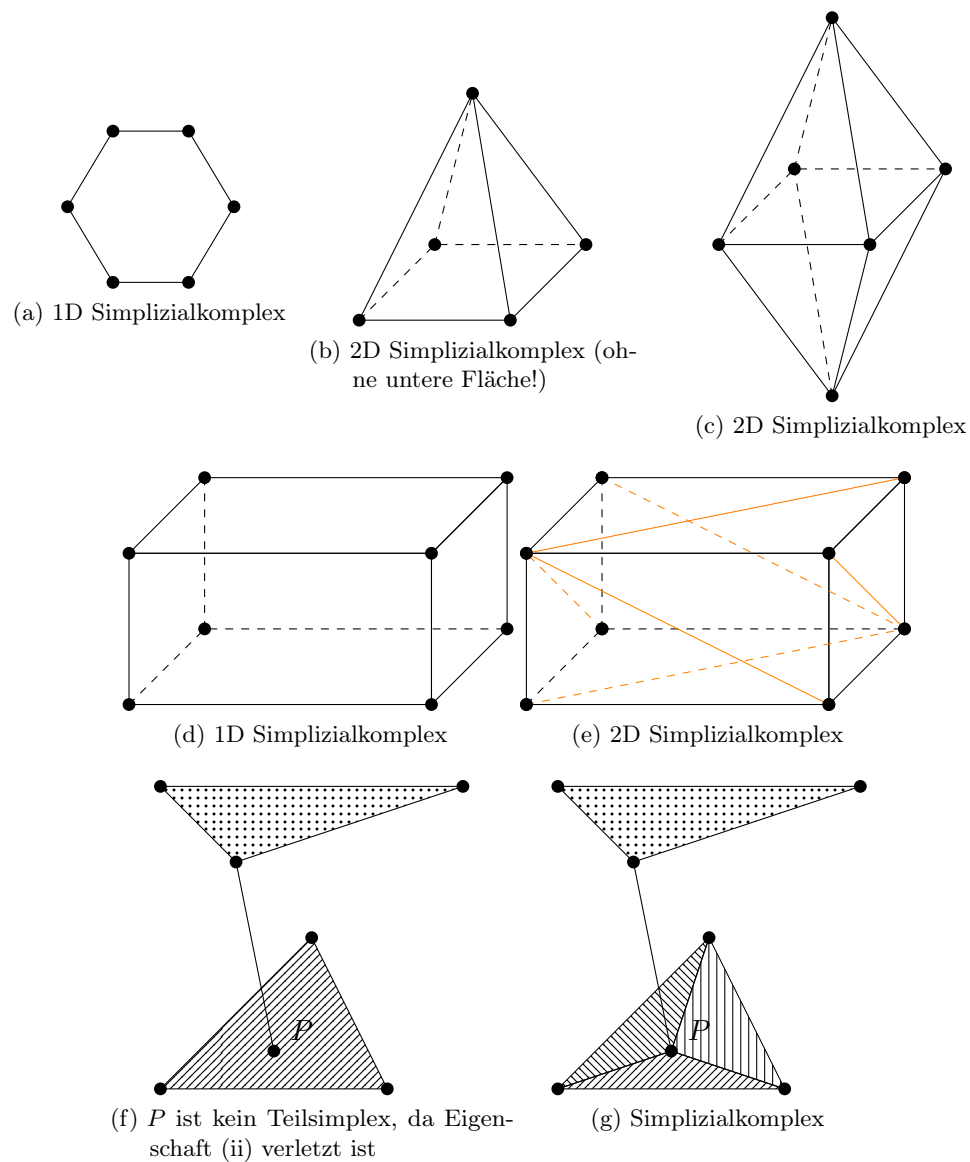 (a) 1D Simplizialkomplex
(b) 2D Simplizialkomplex (oh-
ne untere Fläche!)
(c) 2D Simplizialkomplex
(d) 1D Simplizialkomplex
(e) 2D Simplizialkomplex
P
P
(f) P ist kein Teilsimplex, da Eigen-
schaft (ii) verletzt ist
(g) Simplizialkomplex